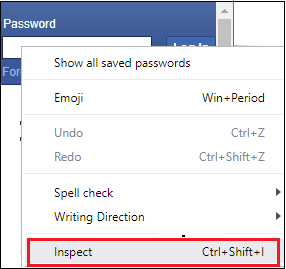 Password
Log In
For
Show all saved passwords
Emoji Win+Period
Undo Ctrl+Z
Redo Ctrl+Shift+Z
Spell check
Writing Direction
Inspect Ctrl+Shift+I